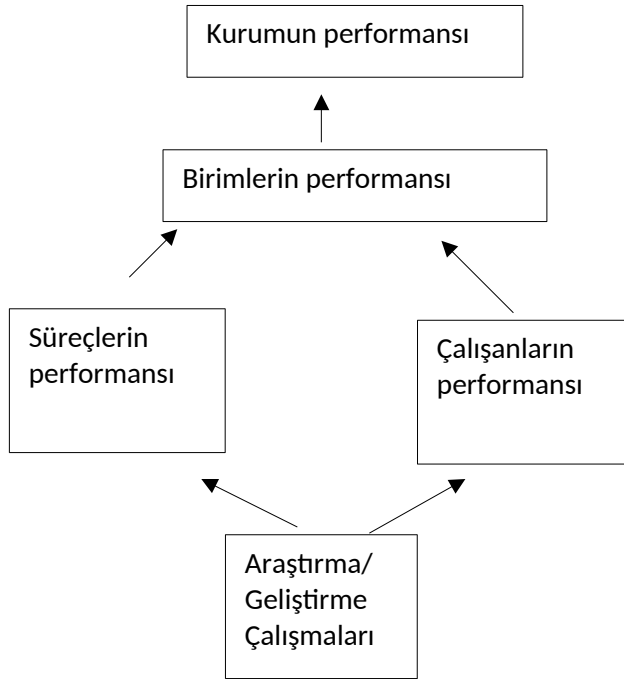 Kurumun performansı
Birimlerin performansı
Süreçlerin
performansı
Çalışanların
performansı
Araştırma/
Geliştirme
Çalışmaları